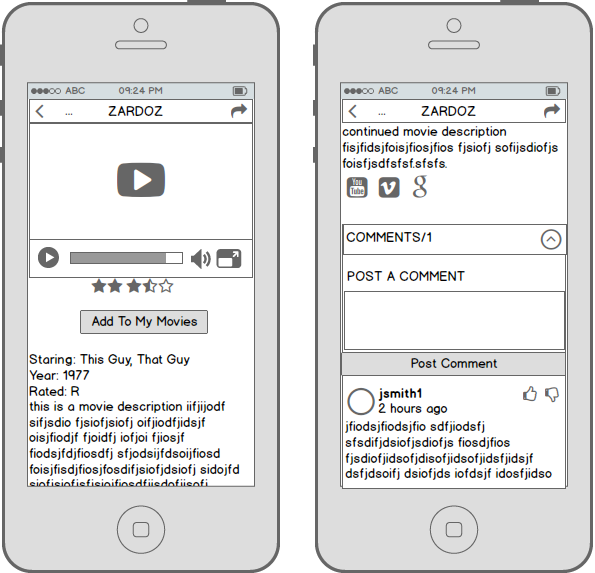 ABC 09:24 PM
... ZARDOZ
Add To My Movies
Staring: This Guy, That Guy
Year: 1977
Rated: R
this is a movie description iifjijodf
sifjsdio fjsiofjsiofj oifjiodfjidsjf
oisjfiodjf fjoidfj iofjoi fjiosjf
fiodsjfdjfiosdfj sfjodsijfdsoijfiosd
foisjfisdjfiosjfosdifjsiofjdsiofj sidojfd
ABC 09:24 PM
... ZARDOZ
continued movie description
fisjfidsjfoisjfiosjfios fjsiofj sofijsdiofjs
foisfjsdfsfsf.sfsfs.
You
Tube
COMMENTS/1
POST A COMMENT
Post Comment
jsmith1
2 hours ago
jfiodsjfiodsjfio sdfjiodsfj
sfsdifjdsiofjsdiofjs fiosdjfios
fjsdiofjidsofjdisofjidsofjidsfjidsjf
dsfjdsoifj dsiofjds iofdsjf idosfjidso